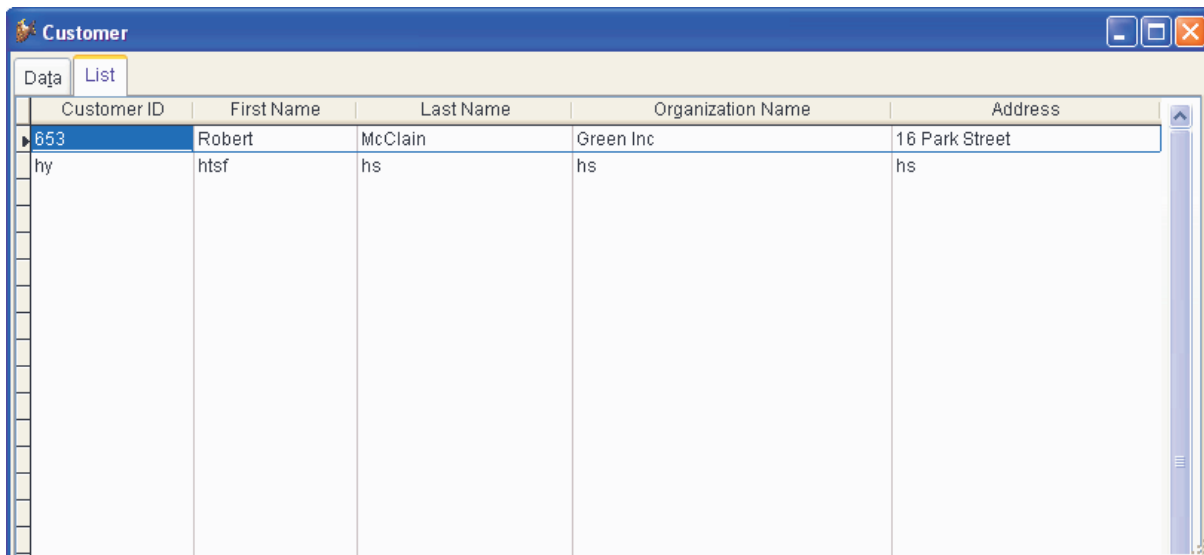 Customer
Data List
Customer ID First Name Last Name Organization Name Address
653 Robert McClain Green Inc 16 Park Street
hy htsf hs hs hs